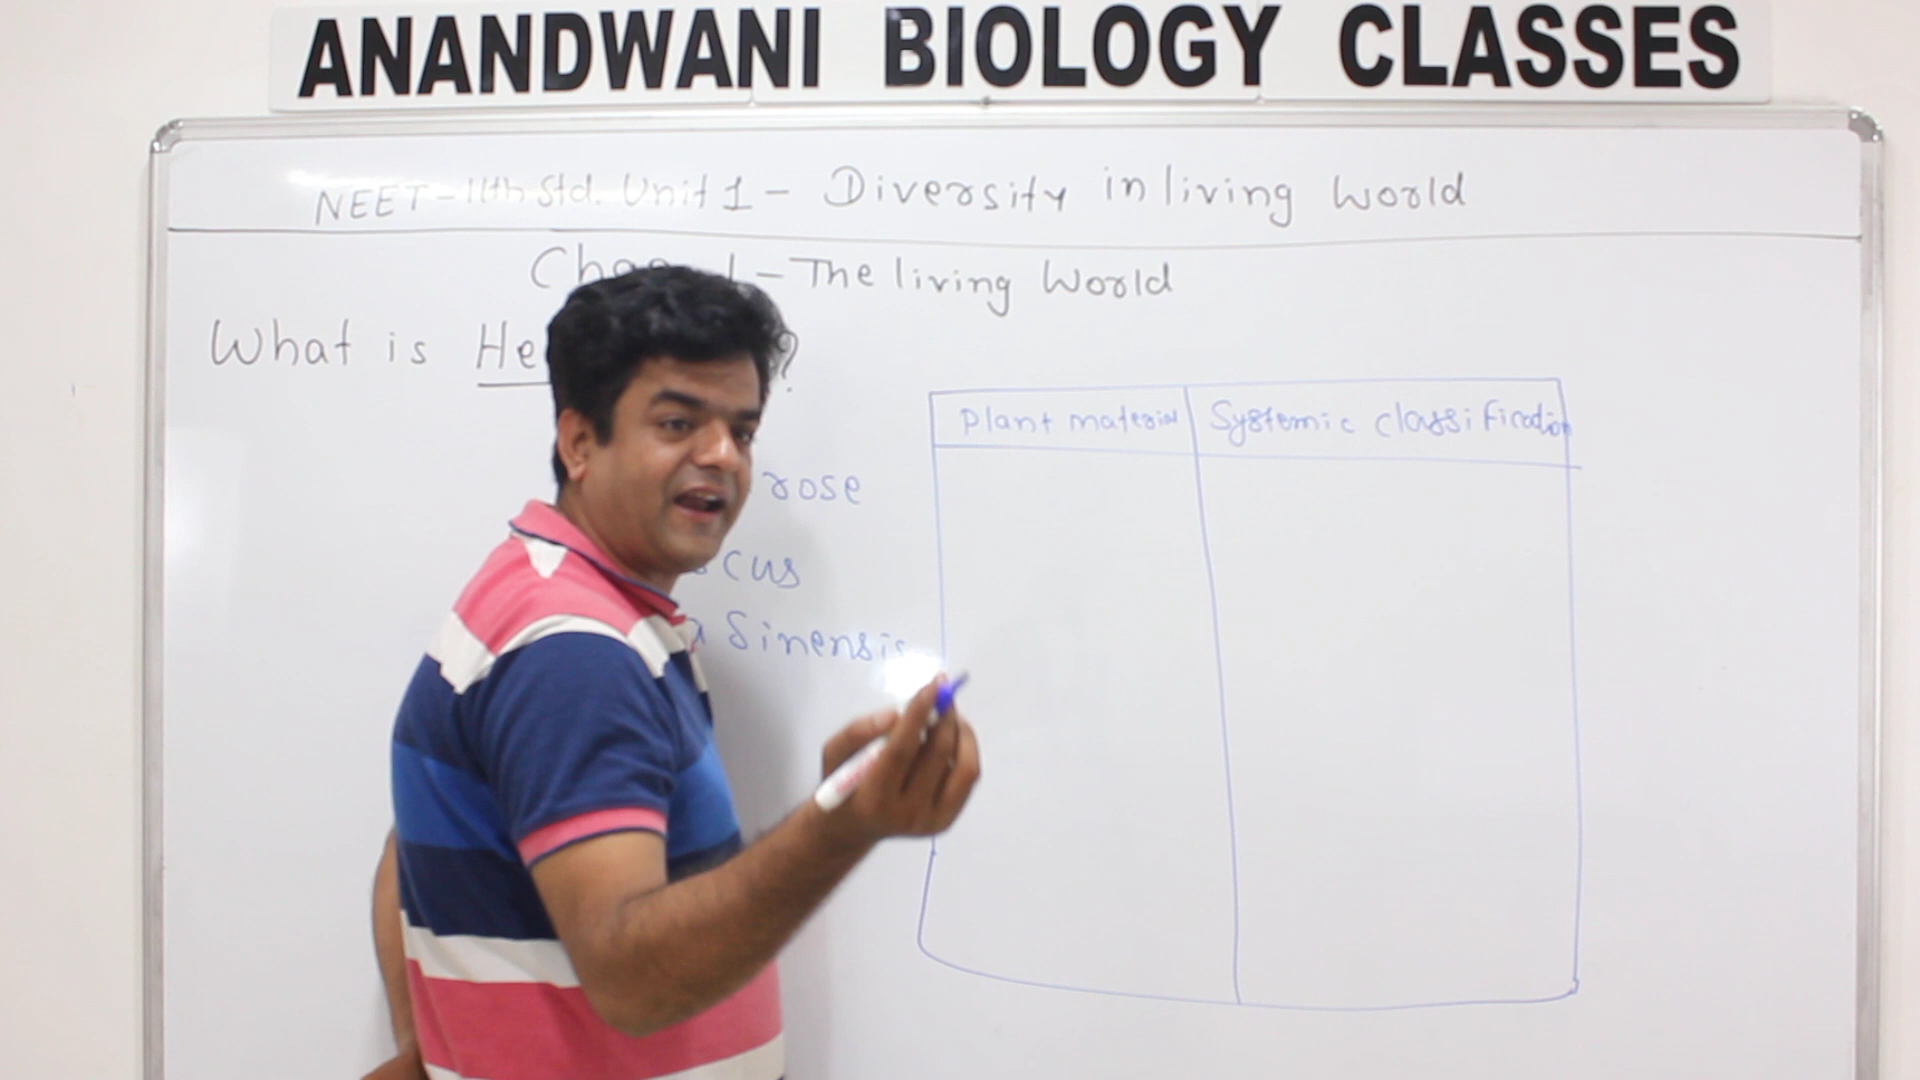 ANANDWANI BIOLOGY CLASSES
NEET-11th Std. Unit 1 - Diversity in living World
1 - The living World
What is ?
Plant material Systemic classification
rose
cus
Sinensis